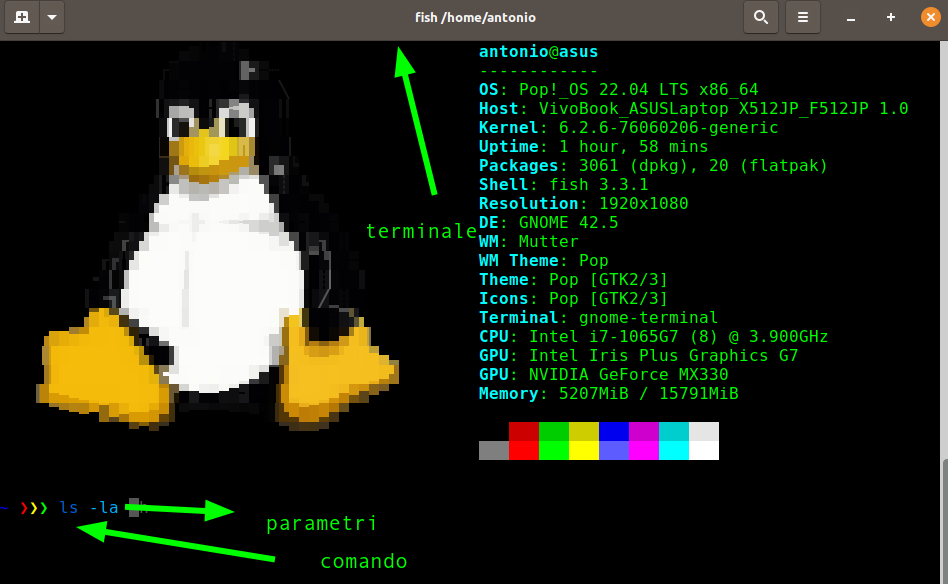 fish /home/antonio
antonio@asus
------------
OS: Pop!_OS 22.04 LTS x86_64
Host: VivoBook_ASUSLaptop X512JP_F512JP 1.0
Kernel: 6.2.6-76060206-generic
Uptime: 1 hour, 58 mins
Packages: 3061 (dpkg), 20 (flatpak)
Shell: fish 3.3.1
Resolution: 1920x1080
terminale
DE: GNOME 42.5
WM: Mutter
WM Theme: Pop
Theme: Pop [GTK2/3]
Icons: Pop [GTK2/3]
Terminal: gnome-terminal
CPU: Intel i7-1065G7 (8) @ 3.900GHz
GPU: Intel Iris Plus Graphics G7
GPU: NVIDIA GeForce MX330
Memory: 5207MiB / 15791MiB
~ ❯❯❯ ls -la
parametri
comando